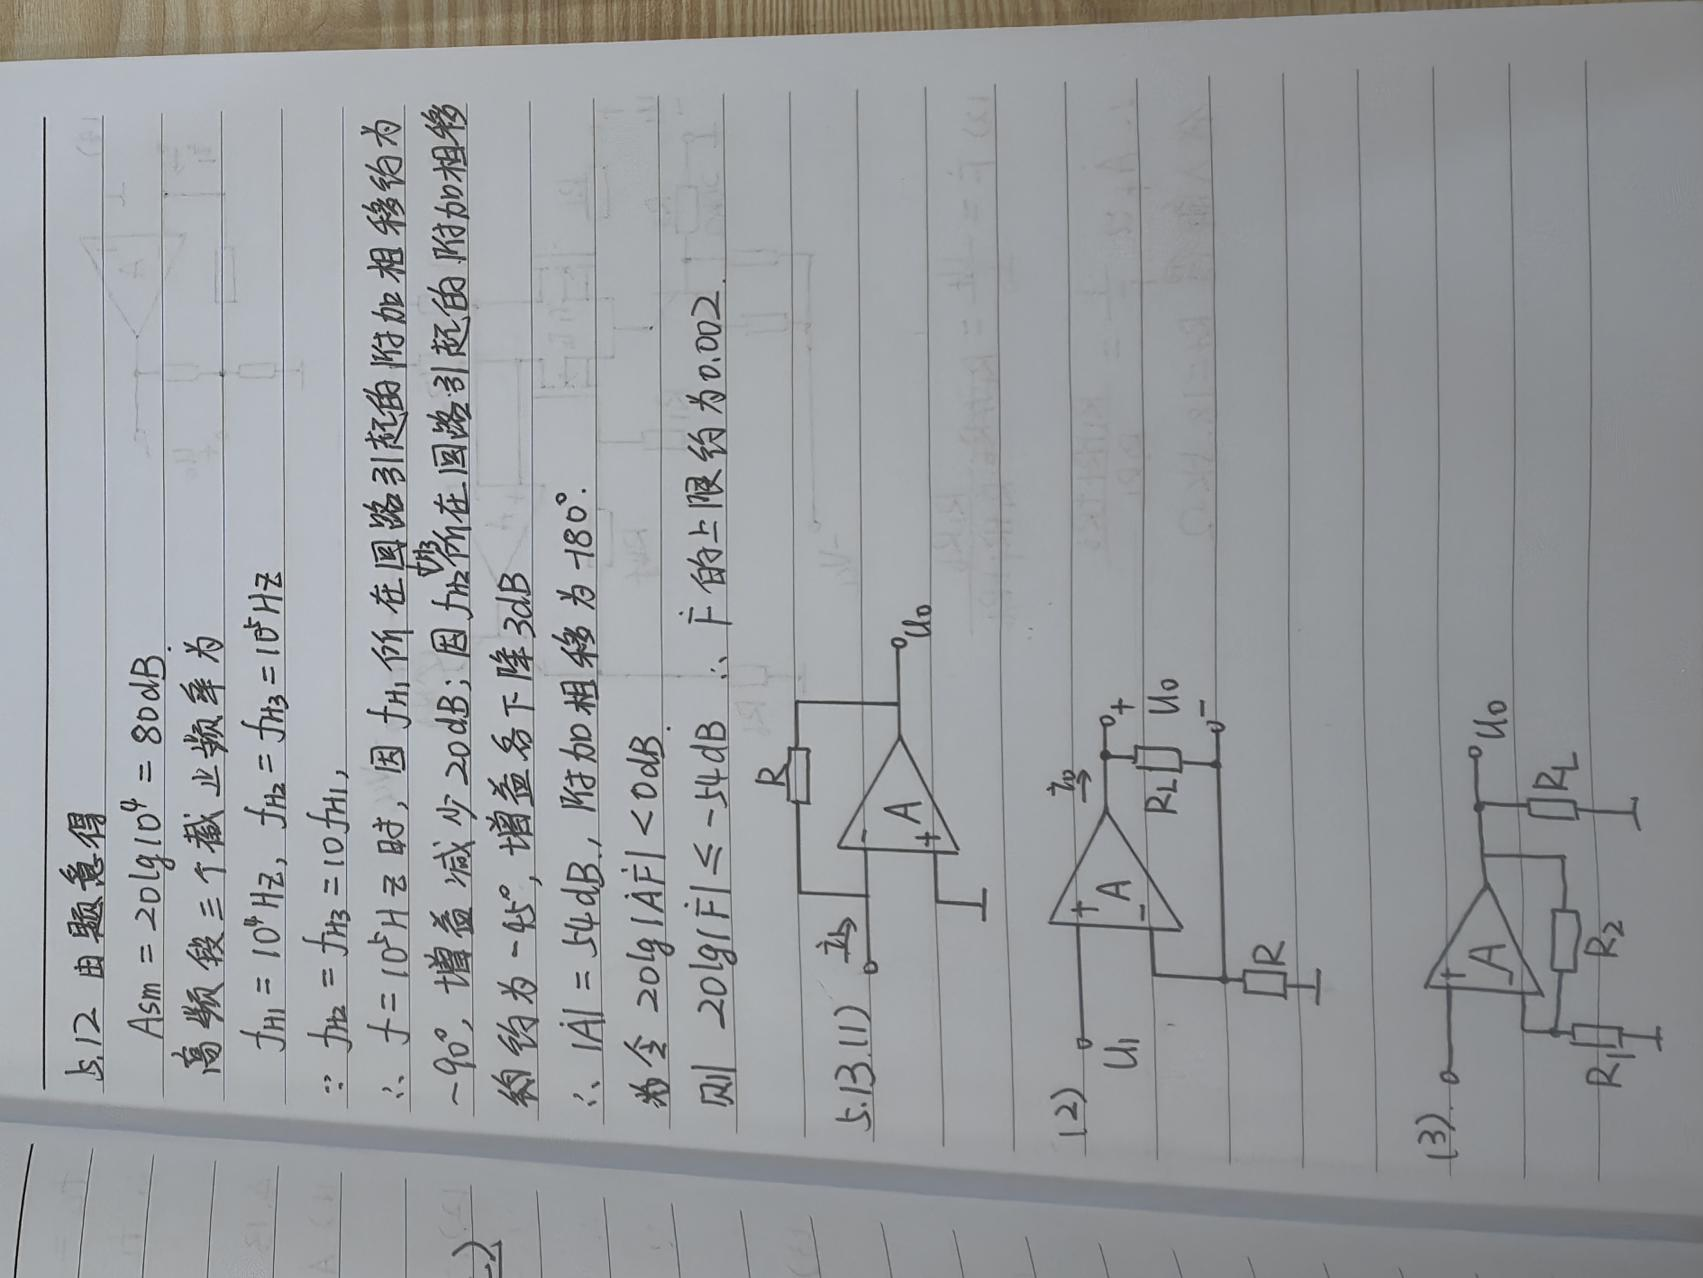 5.12 由题意得
Asm = 20lg10⁴ = 80dB.
高频段三个截止频率为
fH1 = 10⁴Hz, fH2 = fH3 = 10⁵Hz
∵ fH2 = fH3 = 10fH1,
∴ f = 10⁵Hz时, 因fH1所在回路引起的附加相移约为
-90°, 增益减少20dB; 因fH2、fH3所在回路引起的附加相移
约为-45°, 增益各下降3dB
∴ |Ȧ| = 54dB, 附加相移为-180°.
为令 20lg|ȦḞ| < 0dB.
则 20lg|Ḟ| ≤ -54dB ∴ Ḟ的上限约为0.002.
5.13.(1)
R
A
- +
U0
(2)
U1
+ -
A
i0
+
RL
U0
-
R
(3)
+ -
A
U0
RL
R2
R1